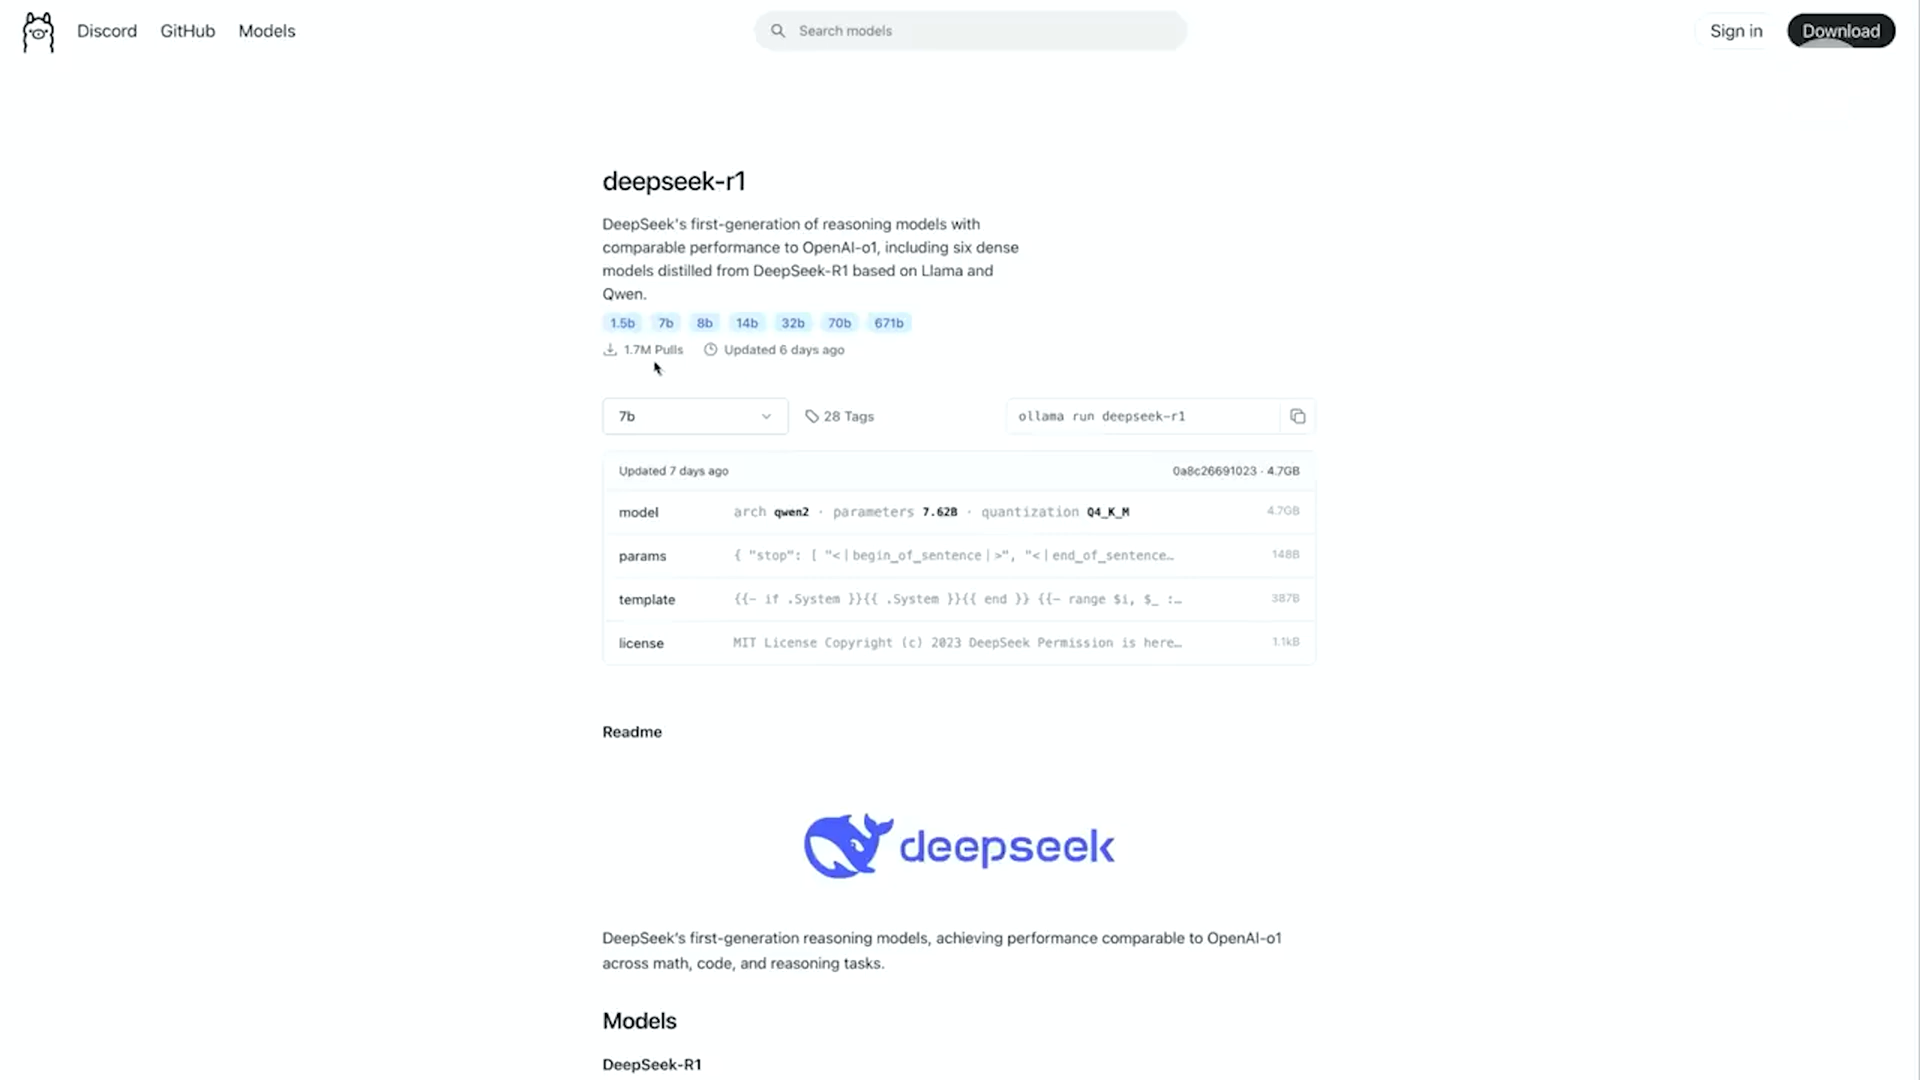 Discord GitHub Models Search models Sign in Download
deepseek-r1
DeepSeek's first-generation of reasoning models with
comparable performance to OpenAI-o1, including six dense
models distilled from DeepSeek-R1 based on Llama and
Qwen.
1.5b 7b 8b 14b 32b 70b 671b
1.7M Pulls Updated 6 days ago
7b 28 Tags ollama run deepseek-r1
Updated 7 days ago 0a8c26691023 · 4.7GB
model arch qwen2 · parameters 7.62B · quantization Q4_K_M 4.7GB
params { "stop": [ "<|begin_of_sentence|>", "<|end_of_sentence… 148B
template {{- if .System }}{{ .System }}{{ end }} {{- range $i, $_ :… 387B
license MIT License Copyright (c) 2023 DeepSeek Permission is here… 1.1kB
Readme
deepseek
DeepSeek's first-generation reasoning models, achieving performance comparable to OpenAI-o1
across math, code, and reasoning tasks.
Models
DeepSeek-R1